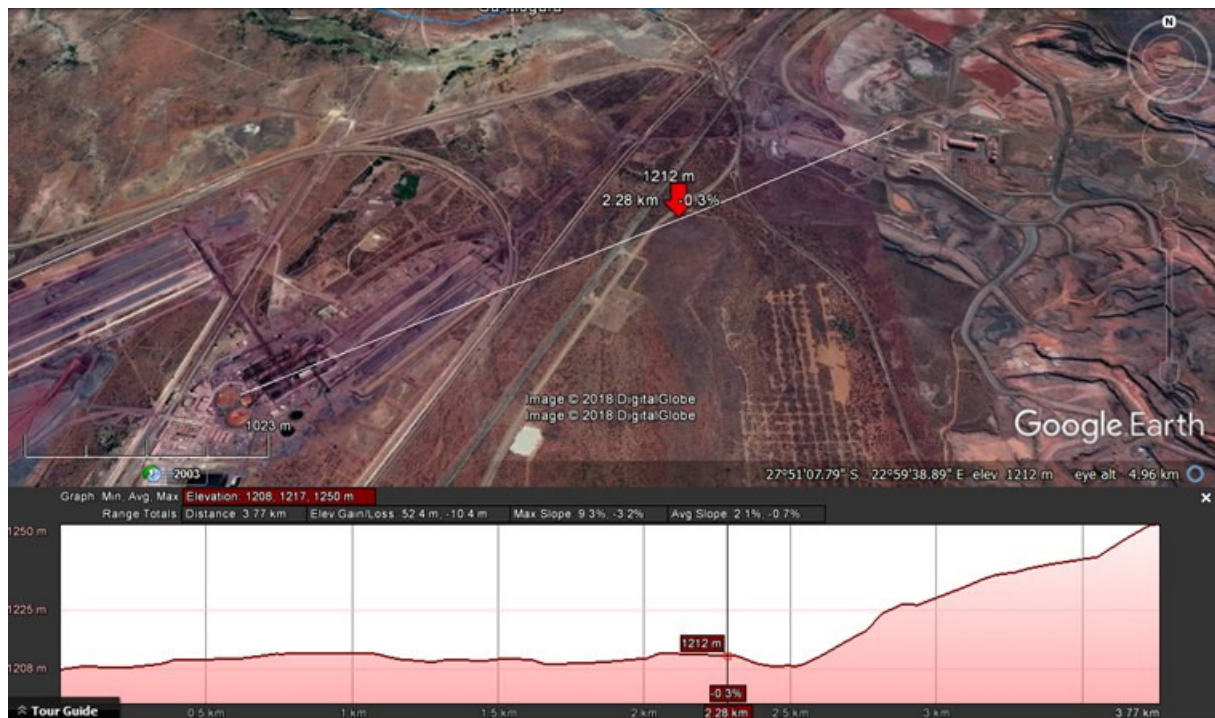 Ga-Mogara
N
1212 m
2.28 km -0.3%
Image © 2018 DigitalGlobe
Image © 2018 DigitalGlobe
1023 m
Google Earth
2003
27°51'07.79" S 22°59'38.89" E elev 1212 m eye alt 4.96 km
Graph: Min, Avg, Max Elevation: 1208, 1217, 1250 m
Range Totals: Distance: 3.77 km Elev Gain/Loss: 52.4 m, -10.4 m Max Slope: 9.3%, -3.2% Avg Slope: 2.1%, -0.7%
1250 m
1225 m
1212 m
1208 m
-0.3%
Tour Guide 0.5 km 1 km 1.5 km 2 km 2.28 km 2.5 km 3 km 3.77 km